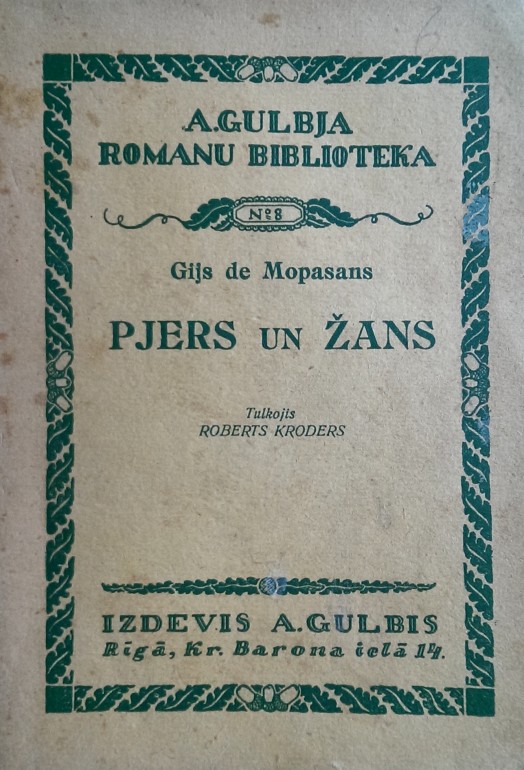 A. GULBJA
ROMANU BIBLIOTEKA
Nº 8
Gijs de Mopasans
PJERS UN ŽANS
Tulkojis
ROBERTS KRODERS
IZDEVIS A. GULBIS
Rīgā, Kr. Barona ielā 14.